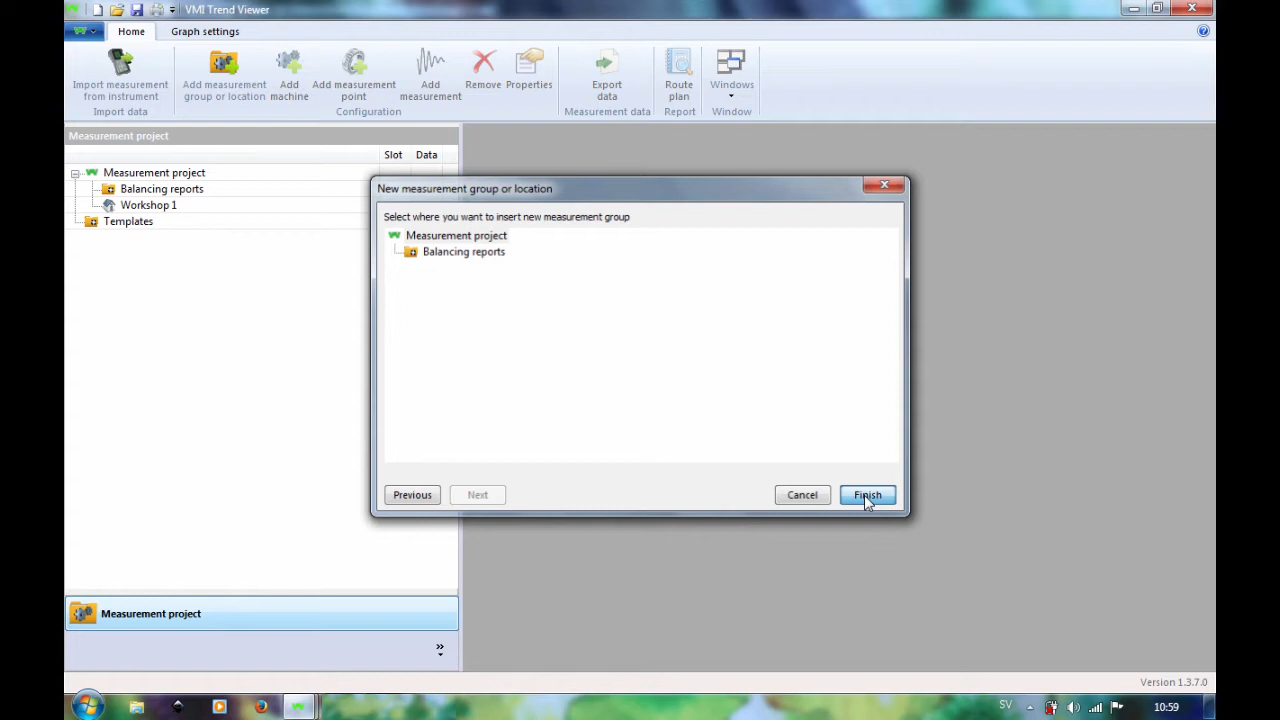 VMI Trend Viewer
Home Graph settings
Import measurement from instrument
Add measurement group or location
Add machine
Add measurement point
Add measurement
Remove
Properties
Export data
Route plan
Windows
Import data
Configuration
Measurement data
Report
Window
Measurement project
Slot Data
Measurement project
Balancing reports
Workshop 1
Templates
New measurement group or location
Select where you want to insert new measurement group
Measurement project
Balancing reports
Previous Next Cancel Finish
Measurement project
Version 1.3.7.0
SV 10:59